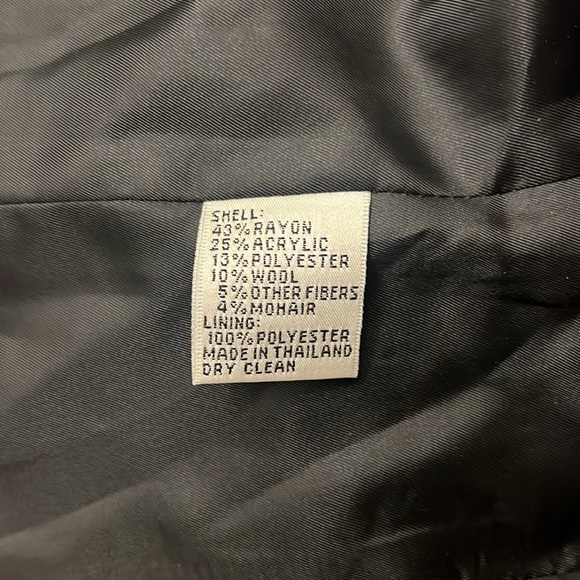 SHELL:
43% RAYON
25% ACRYLIC
13% POLYESTER
10% WOOL
5% OTHER FIBERS
4% MOHAIR
LINING:
100% POLYESTER
MADE IN THAILAND
DRY CLEAN